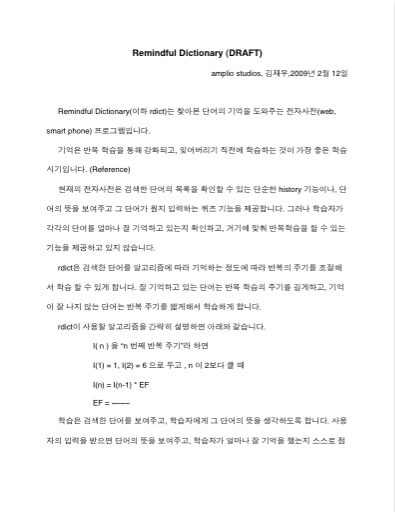 Remindful Dictionary (DRAFT)
amplio studios, 김재우,2009년 2월 12일
Remindful Dictionary(이하 rdict)는 찾아본 단어의 기억을 도와주는 전자사전(web,
smart phone) 프로그램입니다.
기억은 반복 학습을 통해 강화되고, 잊어버리기 직전에 학습하는 것이 가장 좋은 학습
시기입니다. (Reference)
현재의 전자사전은 검색한 단어의 목록을 확인할 수 있는 단순한 history 기능이나, 단
어의 뜻을 보여주고 그 단어가 뭔지 입력하는 퀴즈 기능을 제공합니다. 그러나 학습자가
각각의 단어를 얼마나 잘 기억하고 있는지 확인하고, 거기에 맞춰 반복학습을 할 수 있는
기능을 제공하고 있지 않습니다.
rdict은 검색한 단어를 알고리즘에 따라 기억하는 정도에 따라 반복의 주기를 조절해
서 학습 할 수 있게 합니다. 잘 기억하고 있는 단어는 반복 학습의 주기를 길게하고, 기억
이 잘 나지 않는 단어는 반복 주기를 짧게해서 학습하게 합니다.
rdict이 사용할 알고리즘을 간략히 설명하면 아래와 같습니다.
I( n ) 을 “n 번째 반복 주기”라 하면
I(1) = 1, I(2) = 6 으로 두고 , n 이 2보다 클 때
I(n) = I(n-1) * EF
EF = ~~~~
학습은 검색한 단어를 보여주고, 학습자에게 그 단어의 뜻을 생각하도록 합니다. 사용
자의 입력을 받으면 단어의 뜻을 보여주고, 학습자가 얼마나 잘 기억을 했는지 스스로 점